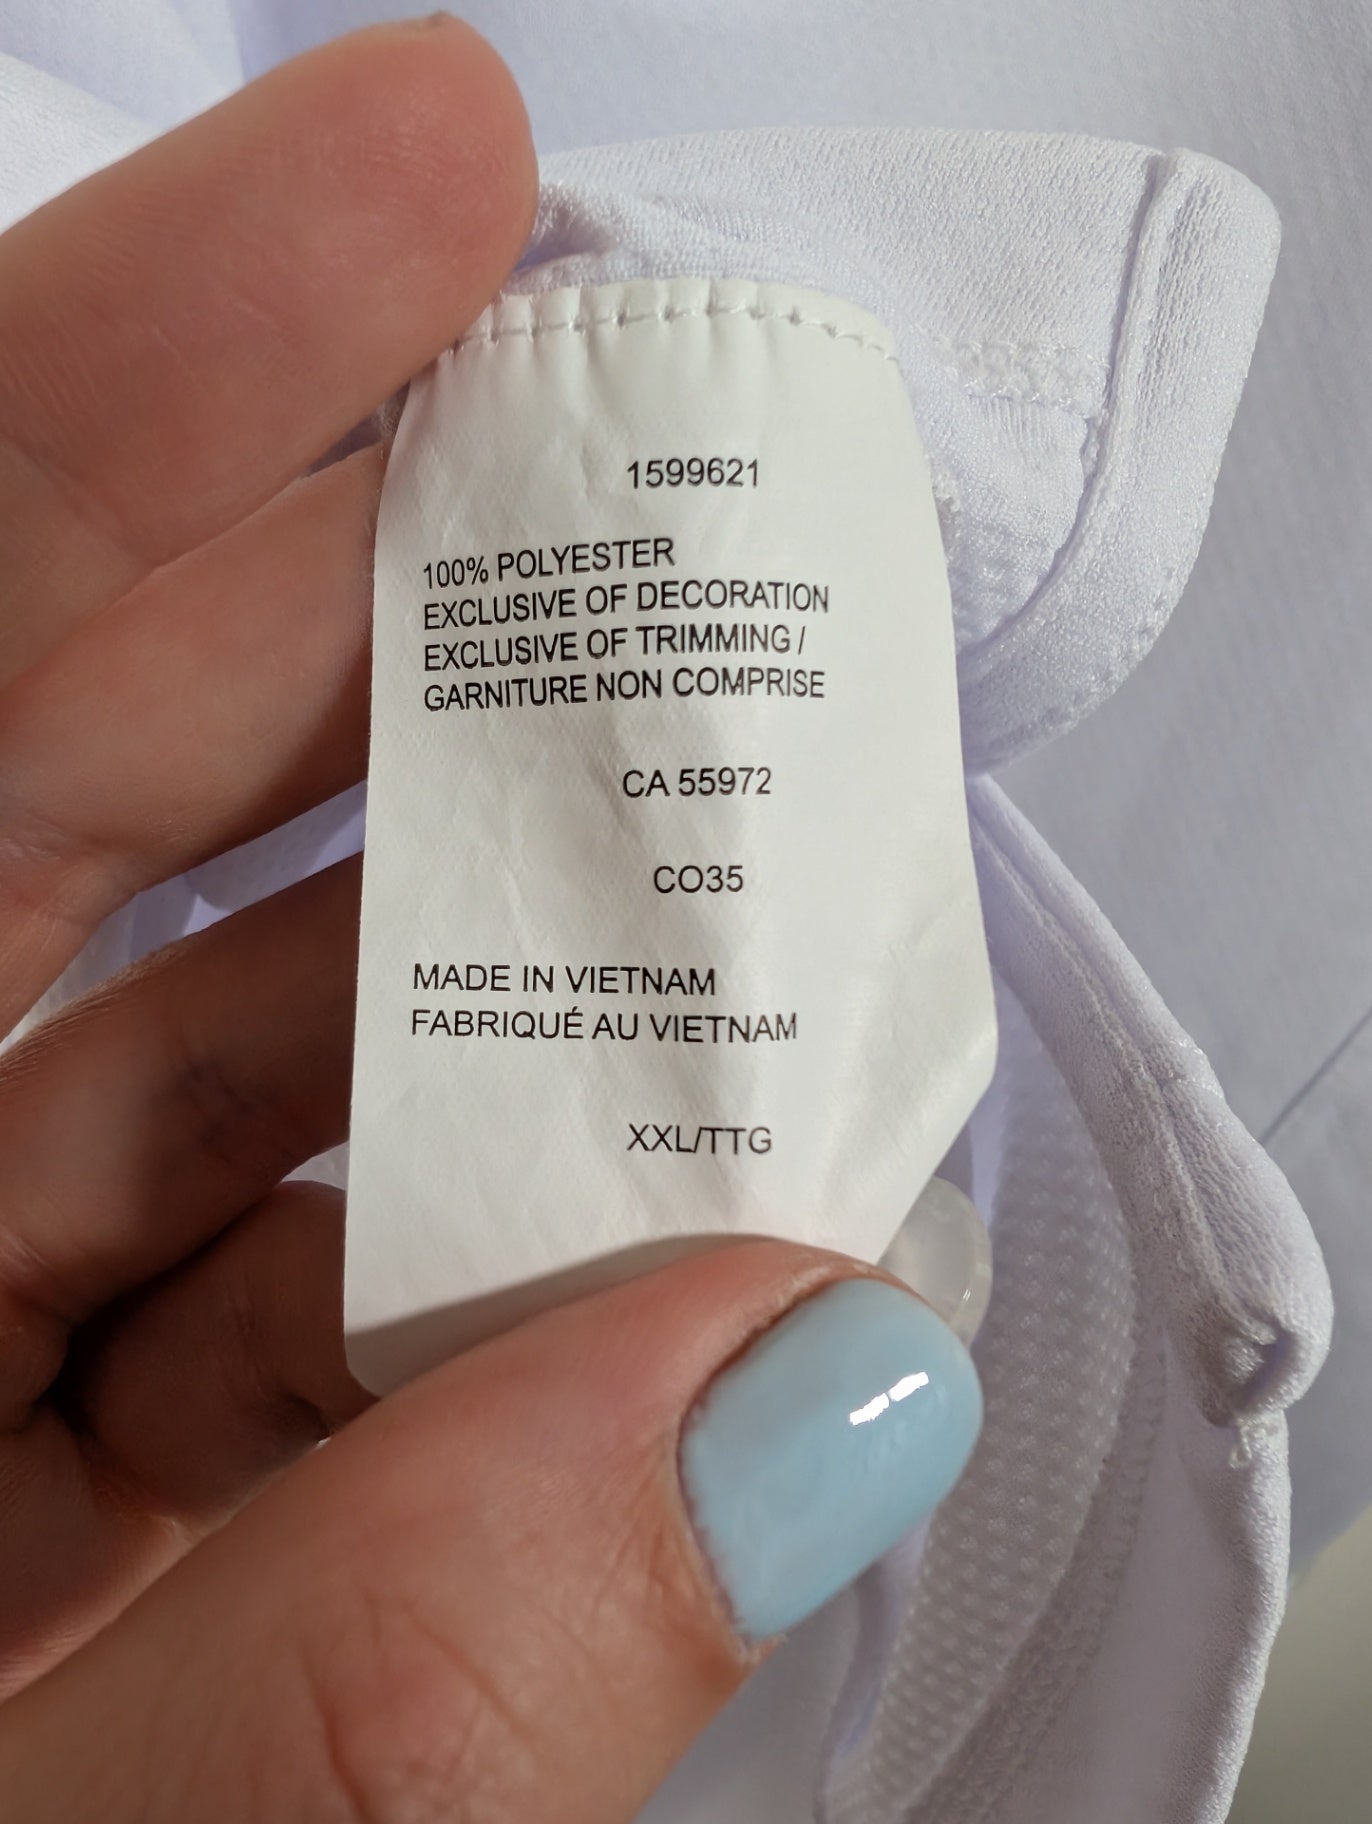 1599621
100% POLYESTER
EXCLUSIVE OF DECORATION
EXCLUSIVE OF TRIMMING /
GARNITURE NON COMPRISE
CA 55972
CO35
MADE IN VIETNAM
FABRIQUÉ AU VIETNAM
XXL/TTG